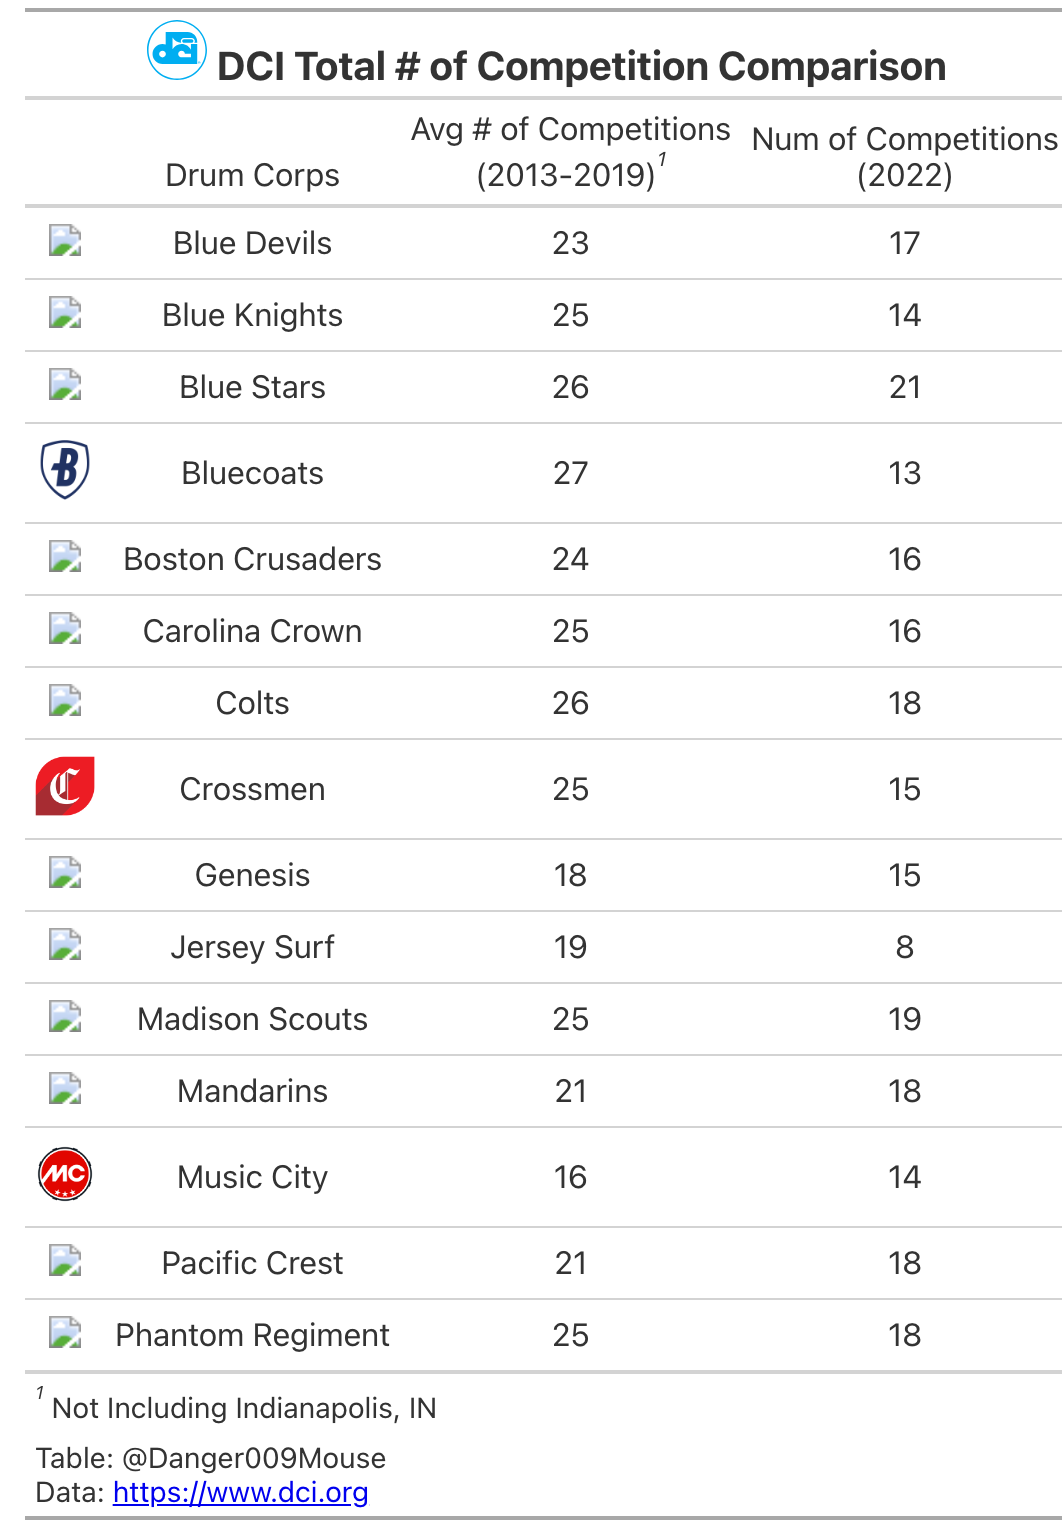 dci DCI Total # of Competition Comparison
Drum Corps Avg # of Competitions (2013-2019)1 Num of Competitions (2022)
Blue Devils 23 17
Blue Knights 25 14
Blue Stars 26 21
B Bluecoats 27 13
Boston Crusaders 24 16
Carolina Crown 25 16
Colts 26 18
C Crossmen 25 15
Genesis 18 15
Jersey Surf 19 8
Madison Scouts 25 19
Mandarins 21 18
MC Music City 16 14
Pacific Crest 21 18
Phantom Regiment 25 18
1 Not Including Indianapolis, IN
Table: @Danger009Mouse
Data: https://www.dci.org